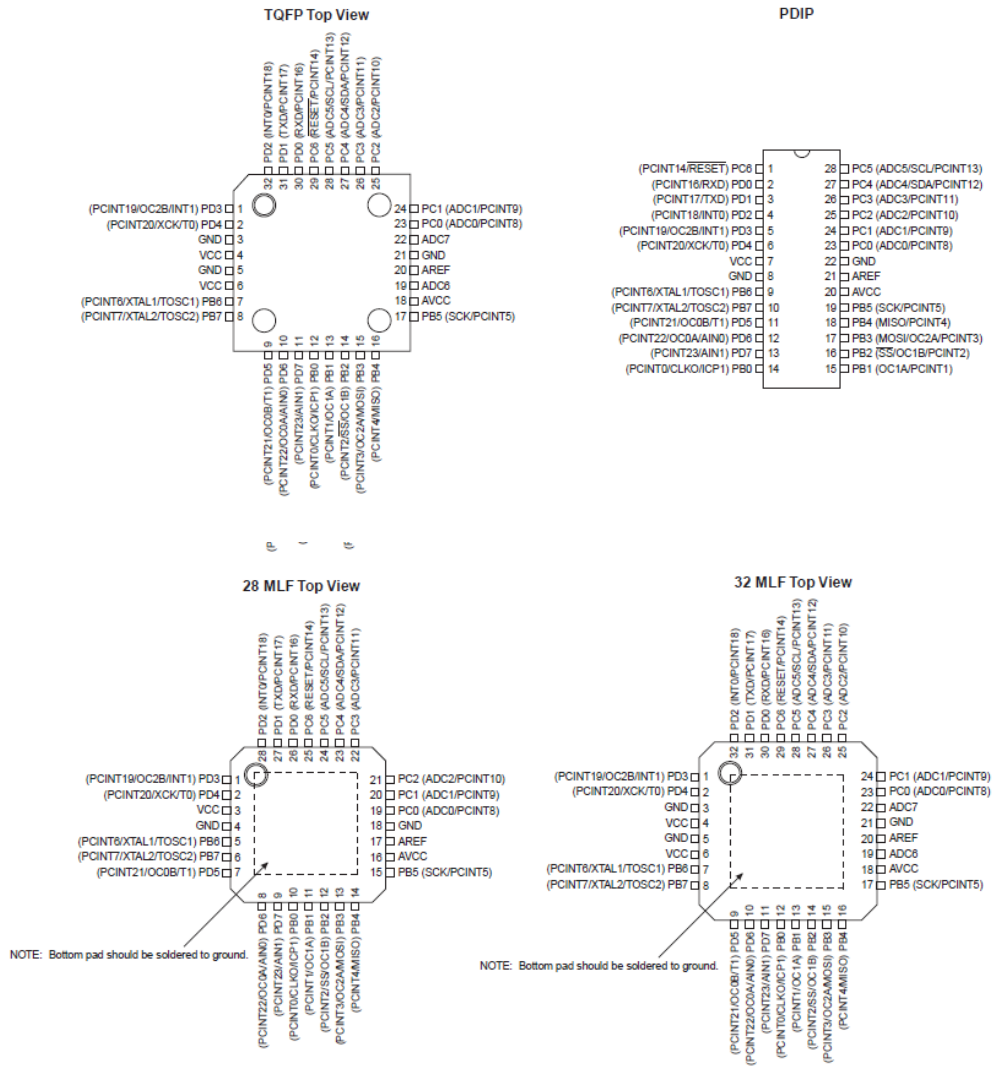 TQFP Top View
32 PD2 (INT0/PCINT18)
31 PD1 (TXD/PCINT17)
30 PD0 (RXD/PCINT16)
29 PC6 (RESET/PCINT14)
28 PC5 (ADC5/SCL/PCINT13)
27 PC4 (ADC4/SDA/PCINT12)
26 PC3 (ADC3/PCINT11)
25 PC2 (ADC2/PCINT10)
(PCINT19/OC2B/INT1) PD3 1
(PCINT20/XCK/T0) PD4 2
GND 3
VCC 4
GND 5
VCC 6
(PCINT6/XTAL1/TOSC1) PB6 7
(PCINT7/XTAL2/TOSC2) PB7 8
24 PC1 (ADC1/PCINT9)
23 PC0 (ADC0/PCINT8)
22 ADC7
21 GND
20 AREF
19 ADC6
18 AVCC
17 PB5 (SCK/PCINT5)
(PCINT21/OC0B/T1) PD5 9
(PCINT22/OC0A/AIN0) PD6 10
(PCINT23/AIN1) PD7 11
(PCINT0/CLKO/ICP1) PB0 12
(PCINT1/OC1A) PB1 13
(PCINT2/SS/OC1B) PB2 14
(PCINT3/OC2A/MOSI) PB3 15
(PCINT4/MISO) PB4 16
PDIP
(PCINT14/RESET) PC6 1
(PCINT16/RXD) PD0 2
(PCINT17/TXD) PD1 3
(PCINT18/INT0) PD2 4
(PCINT19/OC2B/INT1) PD3 5
(PCINT20/XCK/T0) PD4 6
VCC 7
GND 8
(PCINT6/XTAL1/TOSC1) PB6 9
(PCINT7/XTAL2/TOSC2) PB7 10
(PCINT21/OC0B/T1) PD5 11
(PCINT22/OC0A/AIN0) PD6 12
(PCINT23/AIN1) PD7 13
(PCINT0/CLKO/ICP1) PB0 14
28 PC5 (ADC5/SCL/PCINT13)
27 PC4 (ADC4/SDA/PCINT12)
26 PC3 (ADC3/PCINT11)
25 PC2 (ADC2/PCINT10)
24 PC1 (ADC1/PCINT9)
23 PC0 (ADC0/PCINT8)
22 GND
21 AREF
20 AVCC
19 PB5 (SCK/PCINT5)
18 PB4 (MISO/PCINT4)
17 PB3 (MOSI/OC2A/PCINT3)
16 PB2 (SS/OC1B/PCINT2)
15 PB1 (OC1A/PCINT1)
28 MLF Top View
28 PD2 (INT0/PCINT18)
27 PD1 (TXD/PCINT17)
26 PD0 (RXD/PCINT16)
25 PC6 (RESET/PCINT14)
24 PC5 (ADC5/SCL/PCINT13)
23 PC4 (ADC4/SDA/PCINT12)
22 PC3 (ADC3/PCINT11)
(PCINT19/OC2B/INT1) PD3 1
(PCINT20/XCK/T0) PD4 2
VCC 3
GND 4
(PCINT6/XTAL1/TOSC1) PB6 5
(PCINT7/XTAL2/TOSC2) PB7 6
(PCINT21/OC0B/T1) PD5 7
21 PC2 (ADC2/PCINT10)
20 PC1 (ADC1/PCINT9)
19 PC0 (ADC0/PCINT8)
18 GND
17 AREF
16 AVCC
15 PB5 (SCK/PCINT5)
(PCINT22/OC0A/AIN0) PD6 8
(PCINT23/AIN1) PD7 9
(PCINT0/CLKO/ICP1) PB0 10
(PCINT1/OC1A) PB1 11
(PCINT2/SS/OC1B) PB2 12
(PCINT3/OC2A/MOSI) PB3 13
(PCINT4/MISO) PB4 14
NOTE: Bottom pad should be soldered to ground.
32 MLF Top View
32 PD2 (INT0/PCINT18)
31 PD1 (TXD/PCINT17)
30 PD0 (RXD/PCINT16)
29 PC6 (RESET/PCINT14)
28 PC5 (ADC5/SCL/PCINT13)
27 PC4 (ADC4/SDA/PCINT12)
26 PC3 (ADC3/PCINT11)
25 PC2 (ADC2/PCINT10)
(PCINT19/OC2B/INT1) PD3 1
(PCINT20/XCK/T0) PD4 2
GND 3
VCC 4
GND 5
VCC 6
(PCINT6/XTAL1/TOSC1) PB6 7
(PCINT7/XTAL2/TOSC2) PB7 8
24 PC1 (ADC1/PCINT9)
23 PC0 (ADC0/PCINT8)
22 ADC7
21 GND
20 AREF
19 ADC6
18 AVCC
17 PB5 (SCK/PCINT5)
(PCINT21/OC0B/T1) PD5 9
(PCINT22/OC0A/AIN0) PD6 10
(PCINT23/AIN1) PD7 11
(PCINT0/CLKO/ICP1) PB0 12
(PCINT1/OC1A) PB1 13
(PCINT2/SS/OC1B) PB2 14
(PCINT3/OC2A/MOSI) PB3 15
(PCINT4/MISO) PB4 16
NOTE: Bottom pad should be soldered to ground.